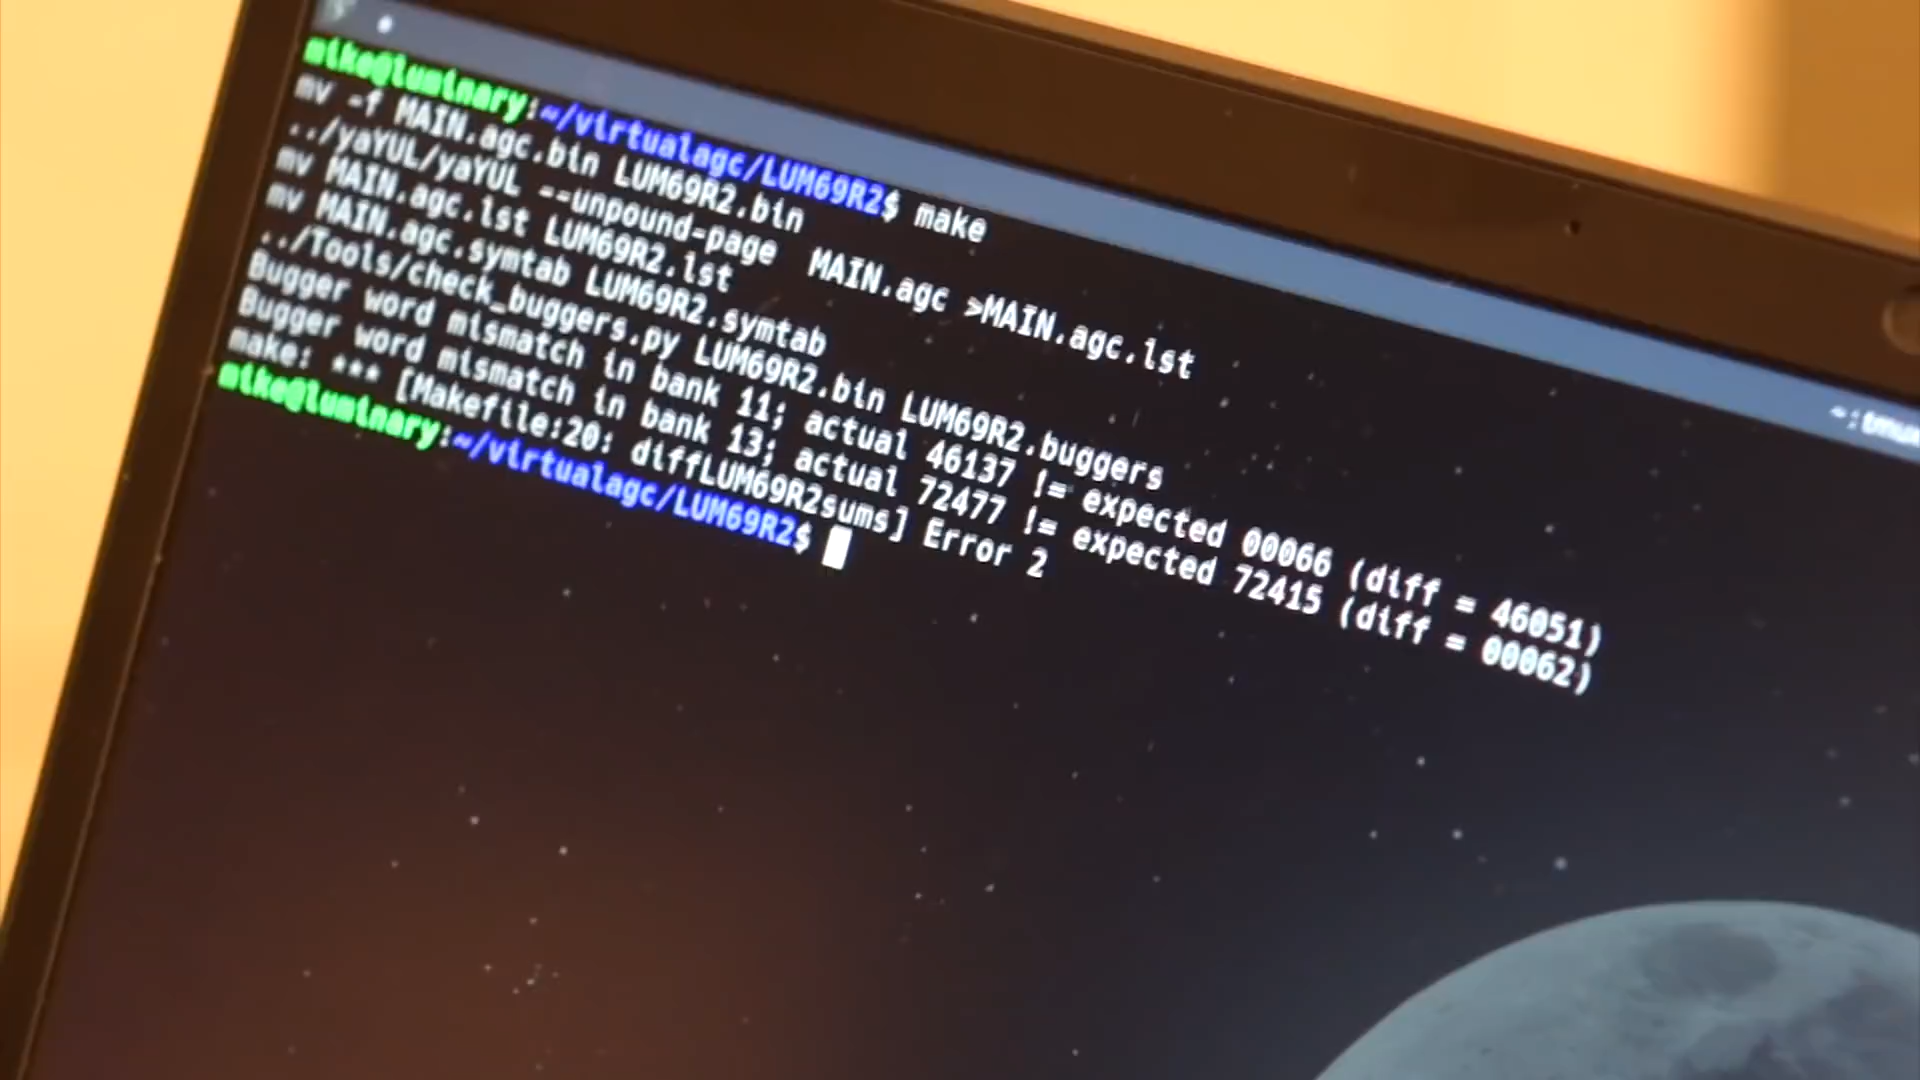 mike@luminary:~/virtualagc/LUM69R2$ make
mv -f MAIN.agc.bin LUM69R2.bin
../yaYUL/yaYUL --unpound-page  MAIN.agc >MAIN.agc.lst
mv MAIN.agc.lst LUM69R2.lst
mv MAIN.agc.symtab LUM69R2.symtab
../Tools/check_buggers.py LUM69R2.bin LUM69R2.buggers
Bugger word mismatch in bank 11; actual 46137 != expected 00066 (diff = 46051)
Bugger word mismatch in bank 13; actual 72477 != expected 72415 (diff = 00062)
make: *** [Makefile:20: diffLUM69R2sums] Error 2
mike@luminary:~/virtualagc/LUM69R2$